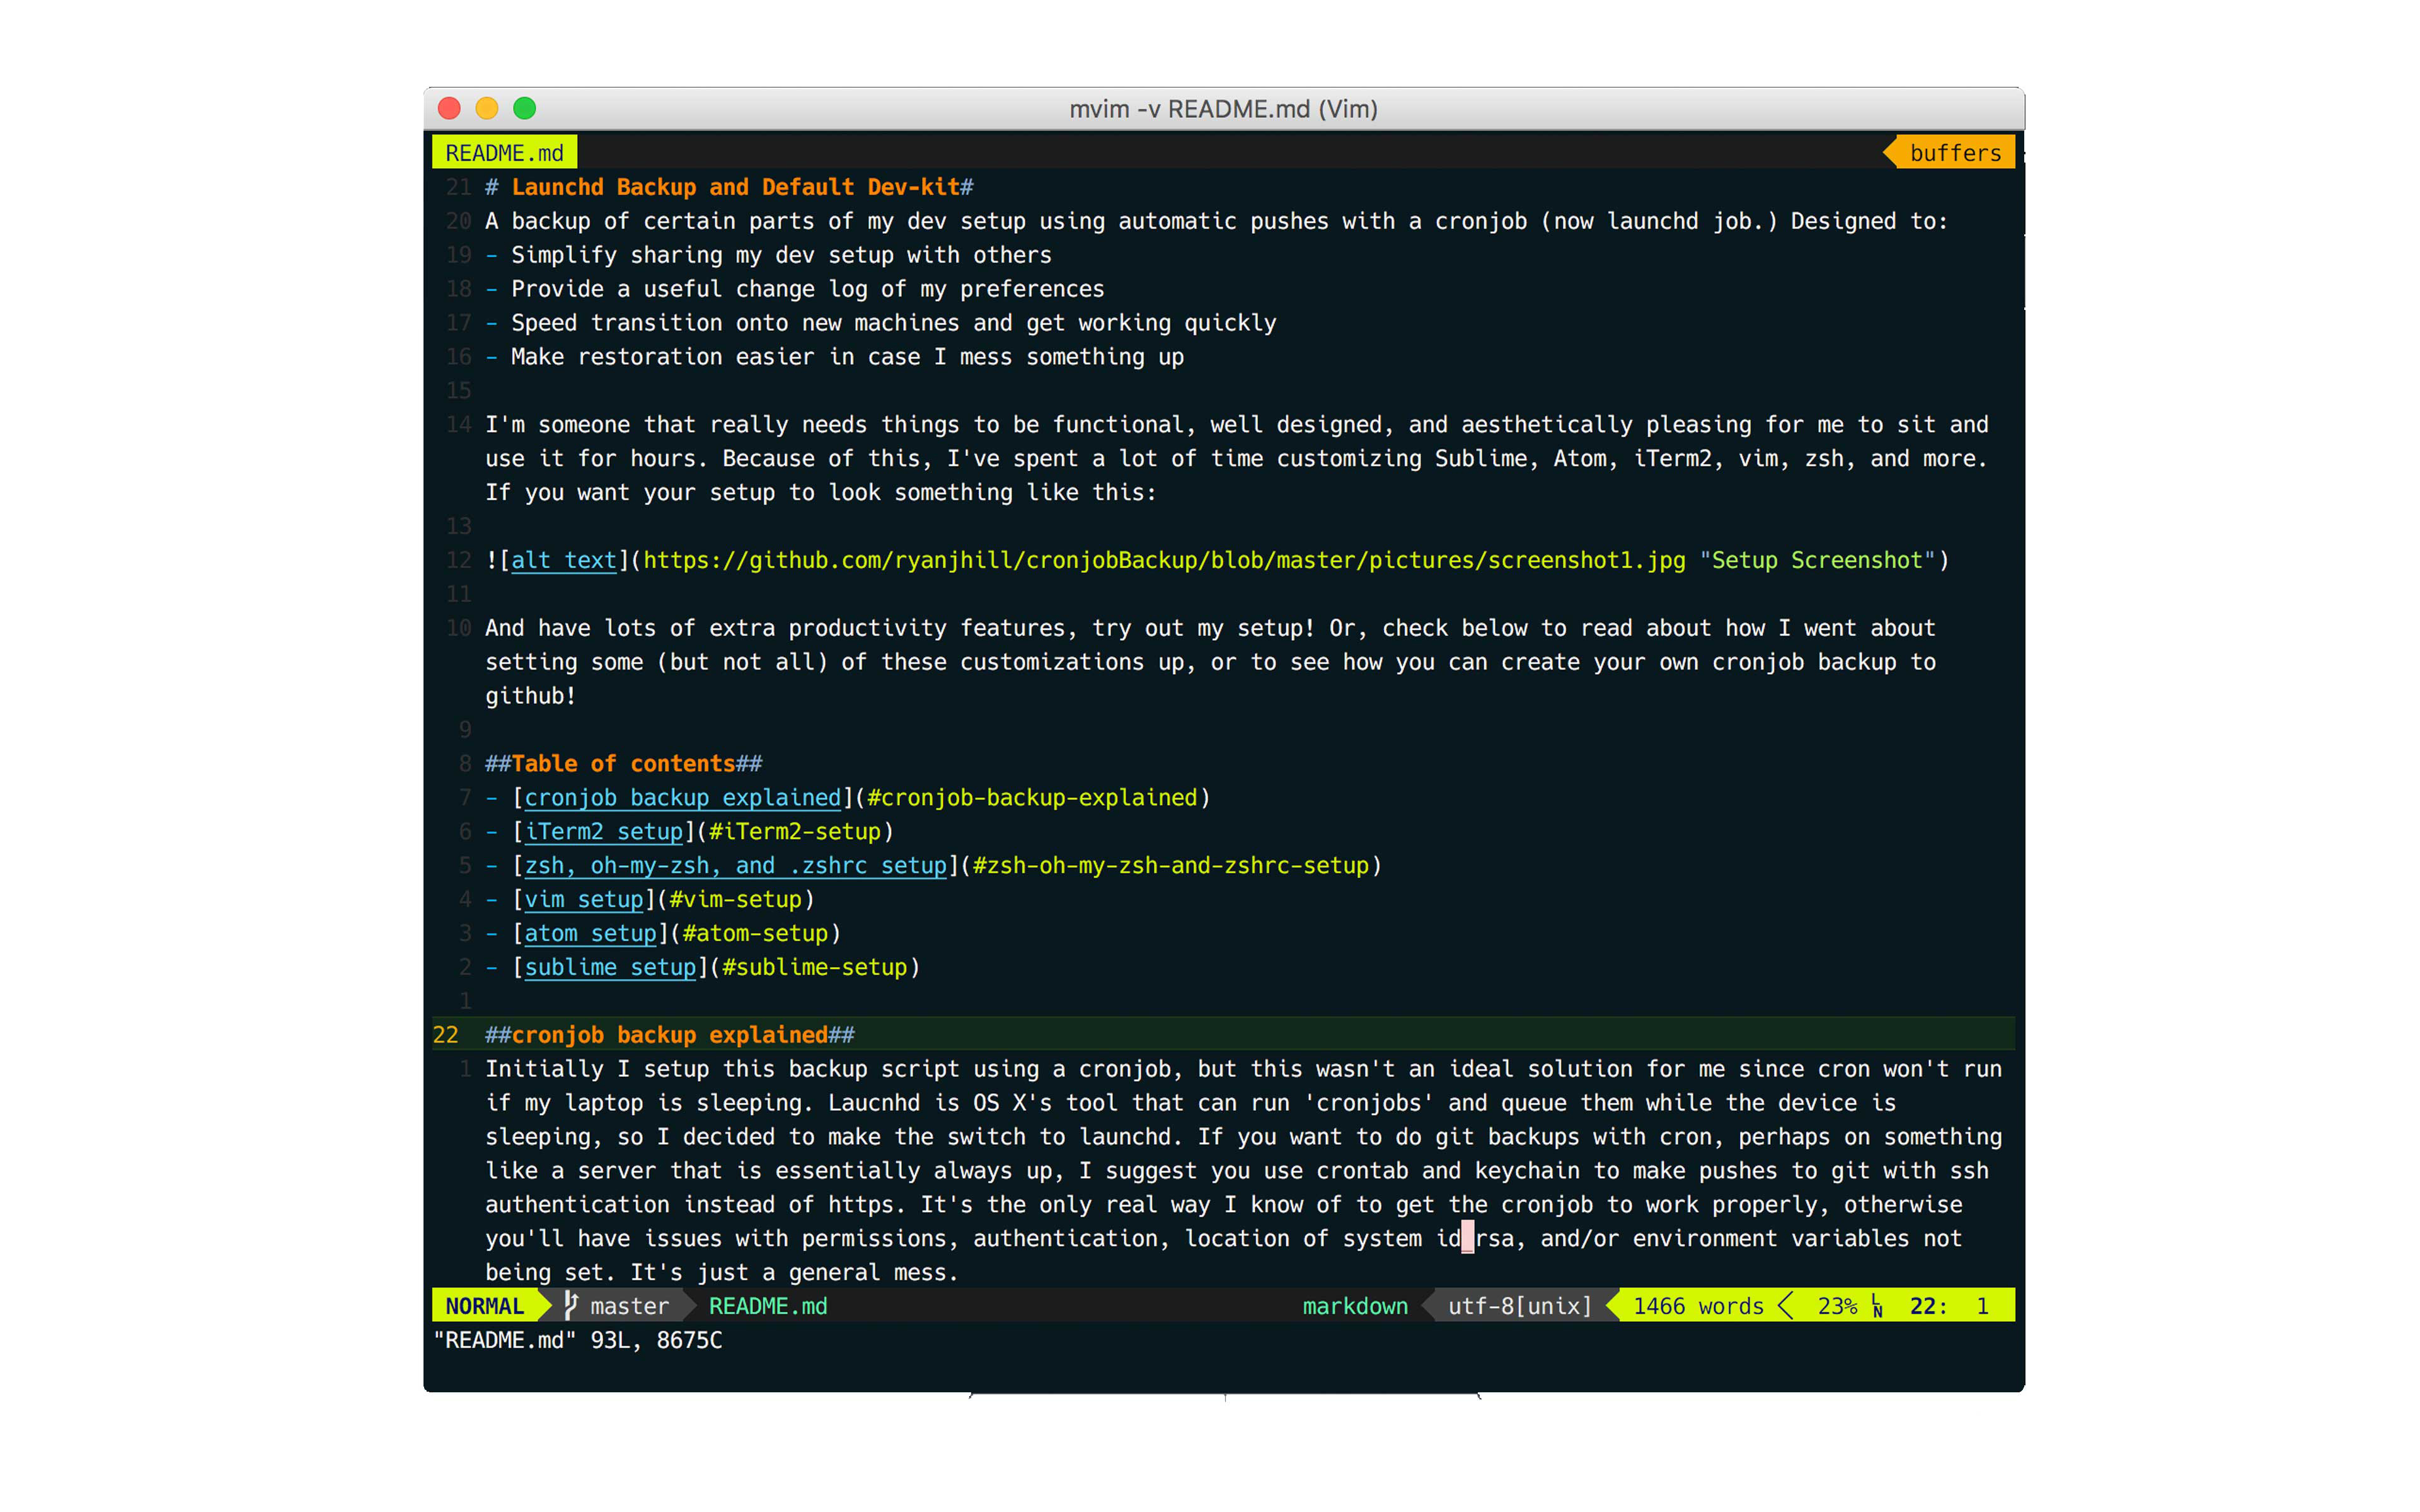 mvim -v README.md (Vim)
README.md buffers
21 # Launchd Backup and Default Dev-kit#
20 A backup of certain parts of my dev setup using automatic pushes with a cronjob (now launchd job.) Designed to:
19 - Simplify sharing my dev setup with others
18 - Provide a useful change log of my preferences
17 - Speed transition onto new machines and get working quickly
16 - Make restoration easier in case I mess something up
15
14 I'm someone that really needs things to be functional, well designed, and aesthetically pleasing for me to sit and
use it for hours. Because of this, I've spent a lot of time customizing Sublime, Atom, iTerm2, vim, zsh, and more.
If you want your setup to look something like this:
13
12 ![alt text](https://github.com/ryanjhill/cronjobBackup/blob/master/pictures/screenshot1.jpg "Setup Screenshot")
11
10 And have lots of extra productivity features, try out my setup! Or, check below to read about how I went about
setting some (but not all) of these customizations up, or to see how you can create your own cronjob backup to
github!
9
8 ##Table of contents##
7 - [cronjob backup explained](#cronjob-backup-explained)
6 - [iTerm2 setup](#iTerm2-setup)
5 - [zsh, oh-my-zsh, and .zshrc setup](#zsh-oh-my-zsh-and-zshrc-setup)
4 - [vim setup](#vim-setup)
3 - [atom setup](#atom-setup)
2 - [sublime setup](#sublime-setup)
1
22 ##cronjob backup explained##
1 Initially I setup this backup script using a cronjob, but this wasn't an ideal solution for me since cron won't run
if my laptop is sleeping. Laucnhd is OS X's tool that can run 'cronjobs' and queue them while the device is
sleeping, so I decided to make the switch to launchd. If you want to do git backups with cron, perhaps on something
like a server that is essentially always up, I suggest you use crontab and keychain to make pushes to git with ssh
authentication instead of https. It's the only real way I know of to get the cronjob to work properly, otherwise
you'll have issues with permissions, authentication, location of system id_rsa, and/or environment variables not
being set. It's just a general mess.
NORMAL master README.md markdown utf-8[unix] 1466 words 23% LN 22: 1
"README.md" 93L, 8675C